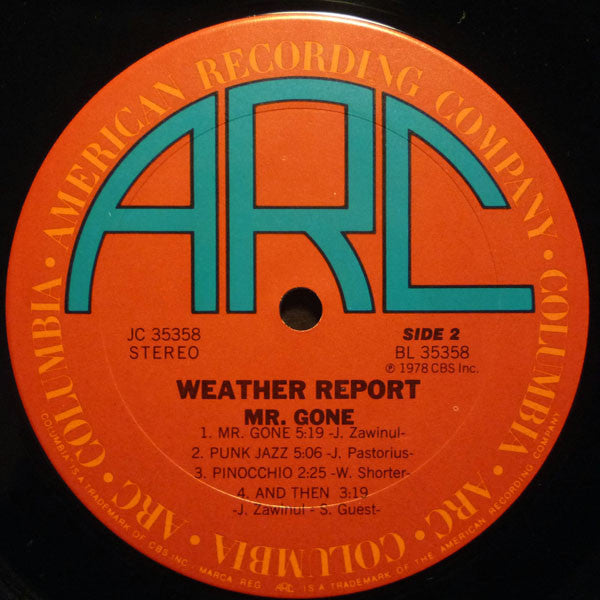 AMERICAN RECORDING COMPANY
ARC
COLUMBIA • ARC • COLUMBIA • ARC • COLUMBIA
JC 35358
STEREO
SIDE 2
BL 35358
℗ 1978 CBS Inc.
WEATHER REPORT
MR. GONE
1. MR. GONE 5:19 -J. Zawinul-
2. PUNK JAZZ 5:06 -J. Pastorius-
3. PINOCCHIO 2:25 -W. Shorter-
4. AND THEN 3:19
-J. Zawinul - S. Guest-
COLUMBIA IS A TRADEMARK OF CBS INC. MARCA REG. ARC IS A TRADEMARK OF THE AMERICAN RECORDING COMPANY